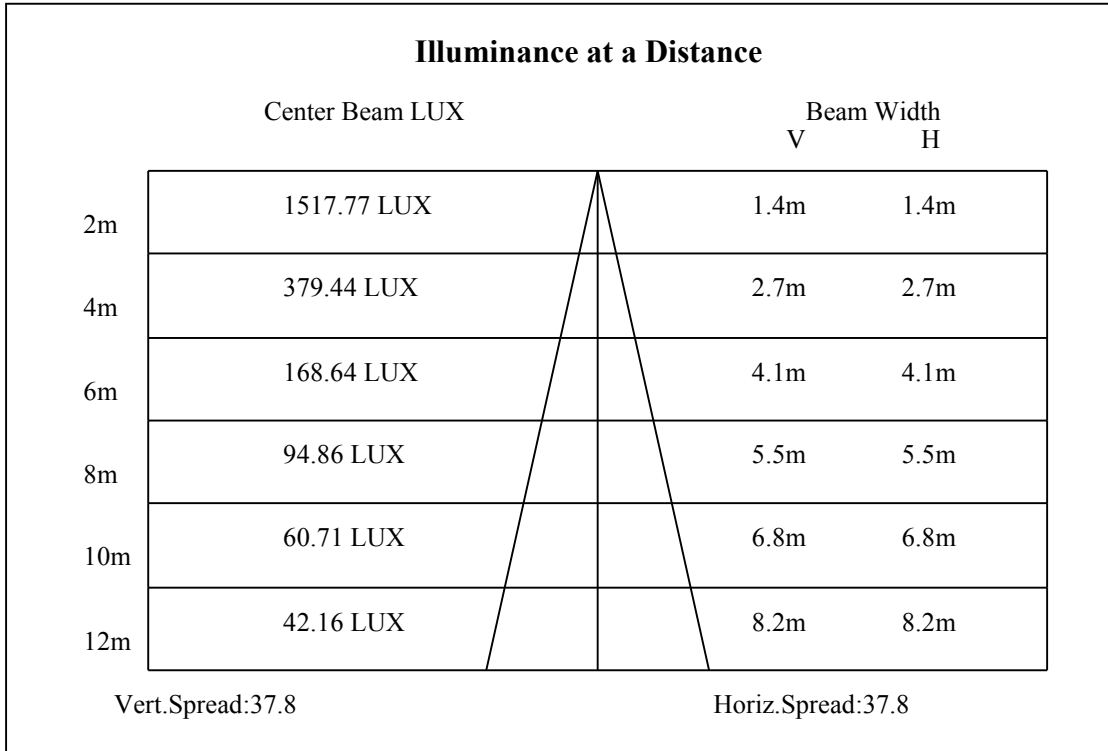 Illuminance at a Distance
Center Beam LUX Beam Width
V H
2m 1517.77 LUX 1.4m 1.4m
4m 379.44 LUX 2.7m 2.7m
6m 168.64 LUX 4.1m 4.1m
8m 94.86 LUX 5.5m 5.5m
10m 60.71 LUX 6.8m 6.8m
12m 42.16 LUX 8.2m 8.2m
Vert.Spread:37.8 Horiz.Spread:37.8